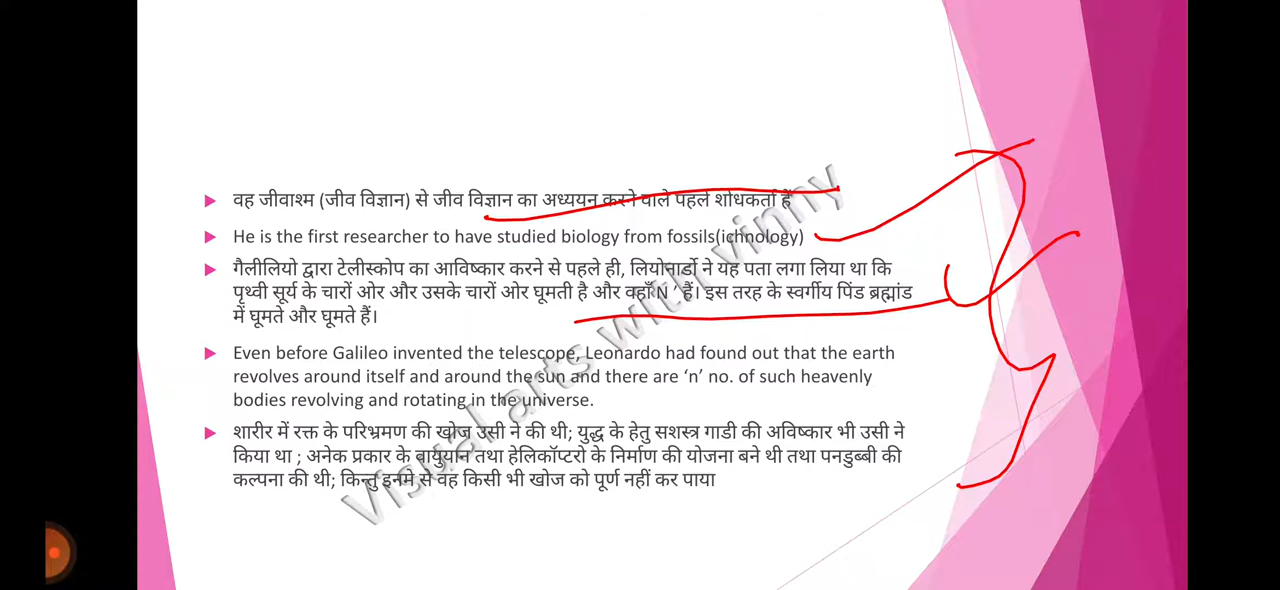 वह जीवाश्म (जीव विज्ञान) से जीव विज्ञान का अध्ययन करने वाले पहले शोधकर्ता हैं
He is the first researcher to have studied biology from fossils(ichnology)
गैलीलियो द्वारा टेलीस्कोप का आविष्कार करने से पहले ही, लियोनार्डो ने यह पता लगा लिया था कि
पृथ्वी सूर्य के चारों ओर और उसके चारों ओर घूमती है और वहाँ N ’ हैं। इस तरह के स्वर्गीय पिंड ब्रह्मांड
में घूमते और घूमते हैं।
Even before Galileo invented the telescope, Leonardo had found out that the earth
revolves around itself and around the sun and there are ‘n’ no. of such heavenly
bodies revolving and rotating in the universe.
शारीर में रक्त के परिभ्रमण की खोज उसी ने की थी; युद्ध के हेतु सशस्त्र गाडी की अविष्कार भी उसी ने
किया था ; अनेक प्रकार के वायुयान तथा हेलिकॉप्टरो के निर्माण की योजना बने थी तथा पनडुब्बी की
कल्पना की थी; किन्तु इनमे से वह किसी भी खोज को पूर्ण नहीं कर पाया
Visual arts with vinny